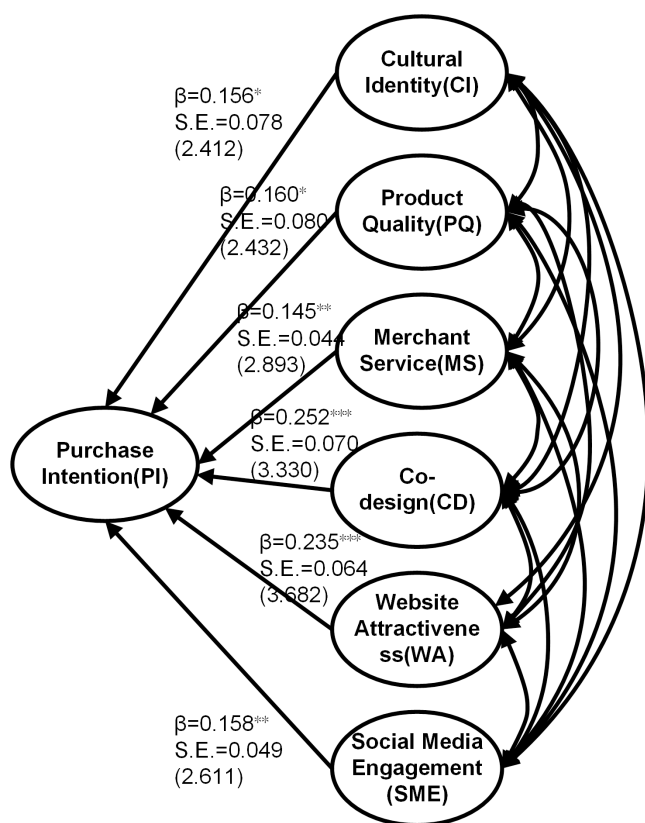 Cultural
Identity(CI)
β=0.156*
S.E.=0.078
(2.412)
Product
Quality(PQ)
β=0.160*
S.E.=0.080
(2.432)
Merchant
Service(MS)
β=0.145**
S.E.=0.044
(2.893)
Purchase
Intention(PI)
Co-
design(CD)
β=0.252***
S.E.=0.070
(3.330)
Website
Attractivene
ss(WA)
β=0.235***
S.E.=0.064
(3.682)
Social Media
Engagement
(SME)
β=0.158**
S.E.=0.049
(2.611)